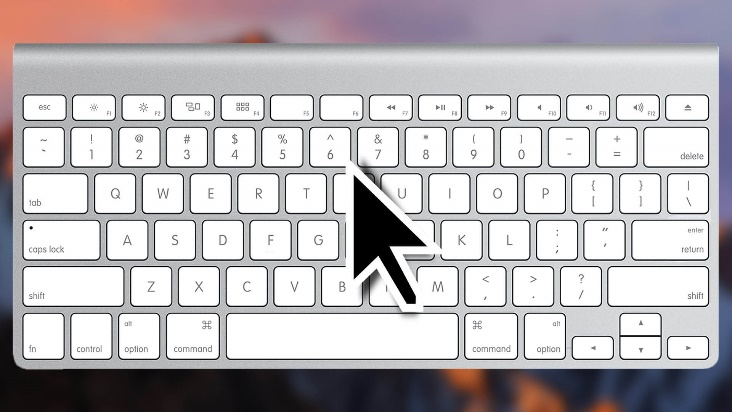 esc F1 F2 F3 F4 F5 F6 F7 F8 F9 F10 F11 F12
~ ! @ # $ % ^ & * ( ) _ +
` 1 2 3 4 5 6 7 8 9 0 - = delete
tab Q W E R T U I O P { [ } ] | \
caps lock A S D F G K L : ; " ' enter return
shift Z X C V B M < , > . ? / shift
fn control alt option ⌘ command ⌘ command alt option